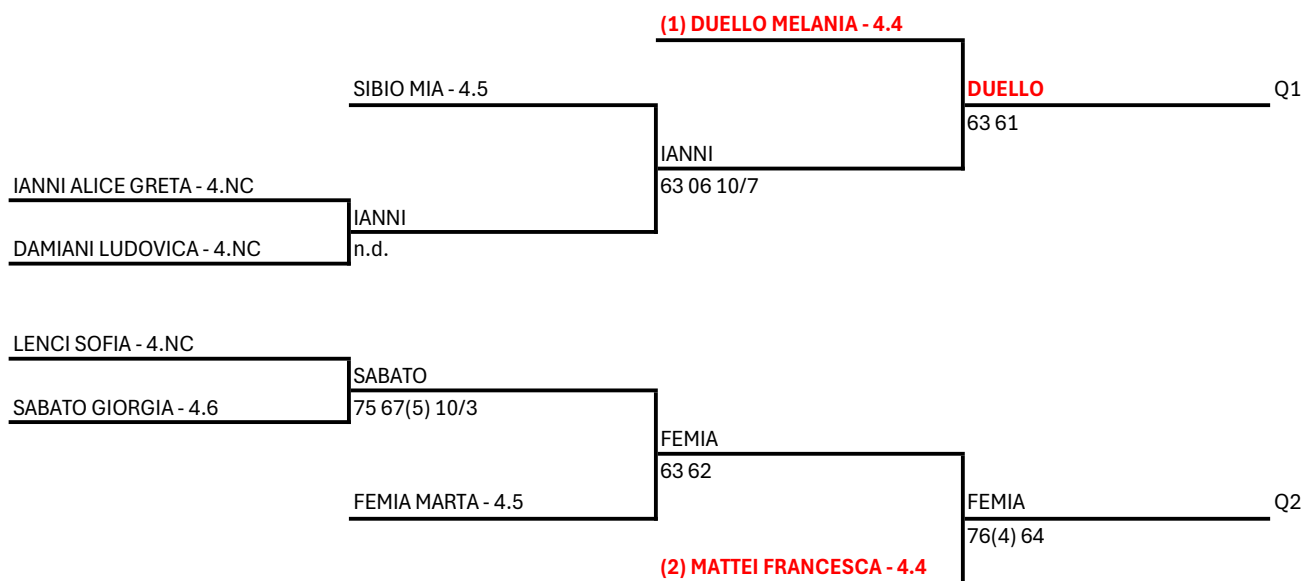 (1) DUELLO MELANIA - 4.4
SIBIO MIA - 4.5
DUELLO
Q1
63 61
IANNI
IANNI ALICE GRETA - 4.NC
63 06 10/7
IANNI
DAMIANI LUDOVICA - 4.NC
n.d.
LENCI SOFIA - 4.NC
SABATO
SABATO GIORGIA - 4.6
75 67(5) 10/3
FEMIA
63 62
FEMIA MARTA - 4.5
FEMIA
Q2
76(4) 64
(2) MATTEI FRANCESCA - 4.4